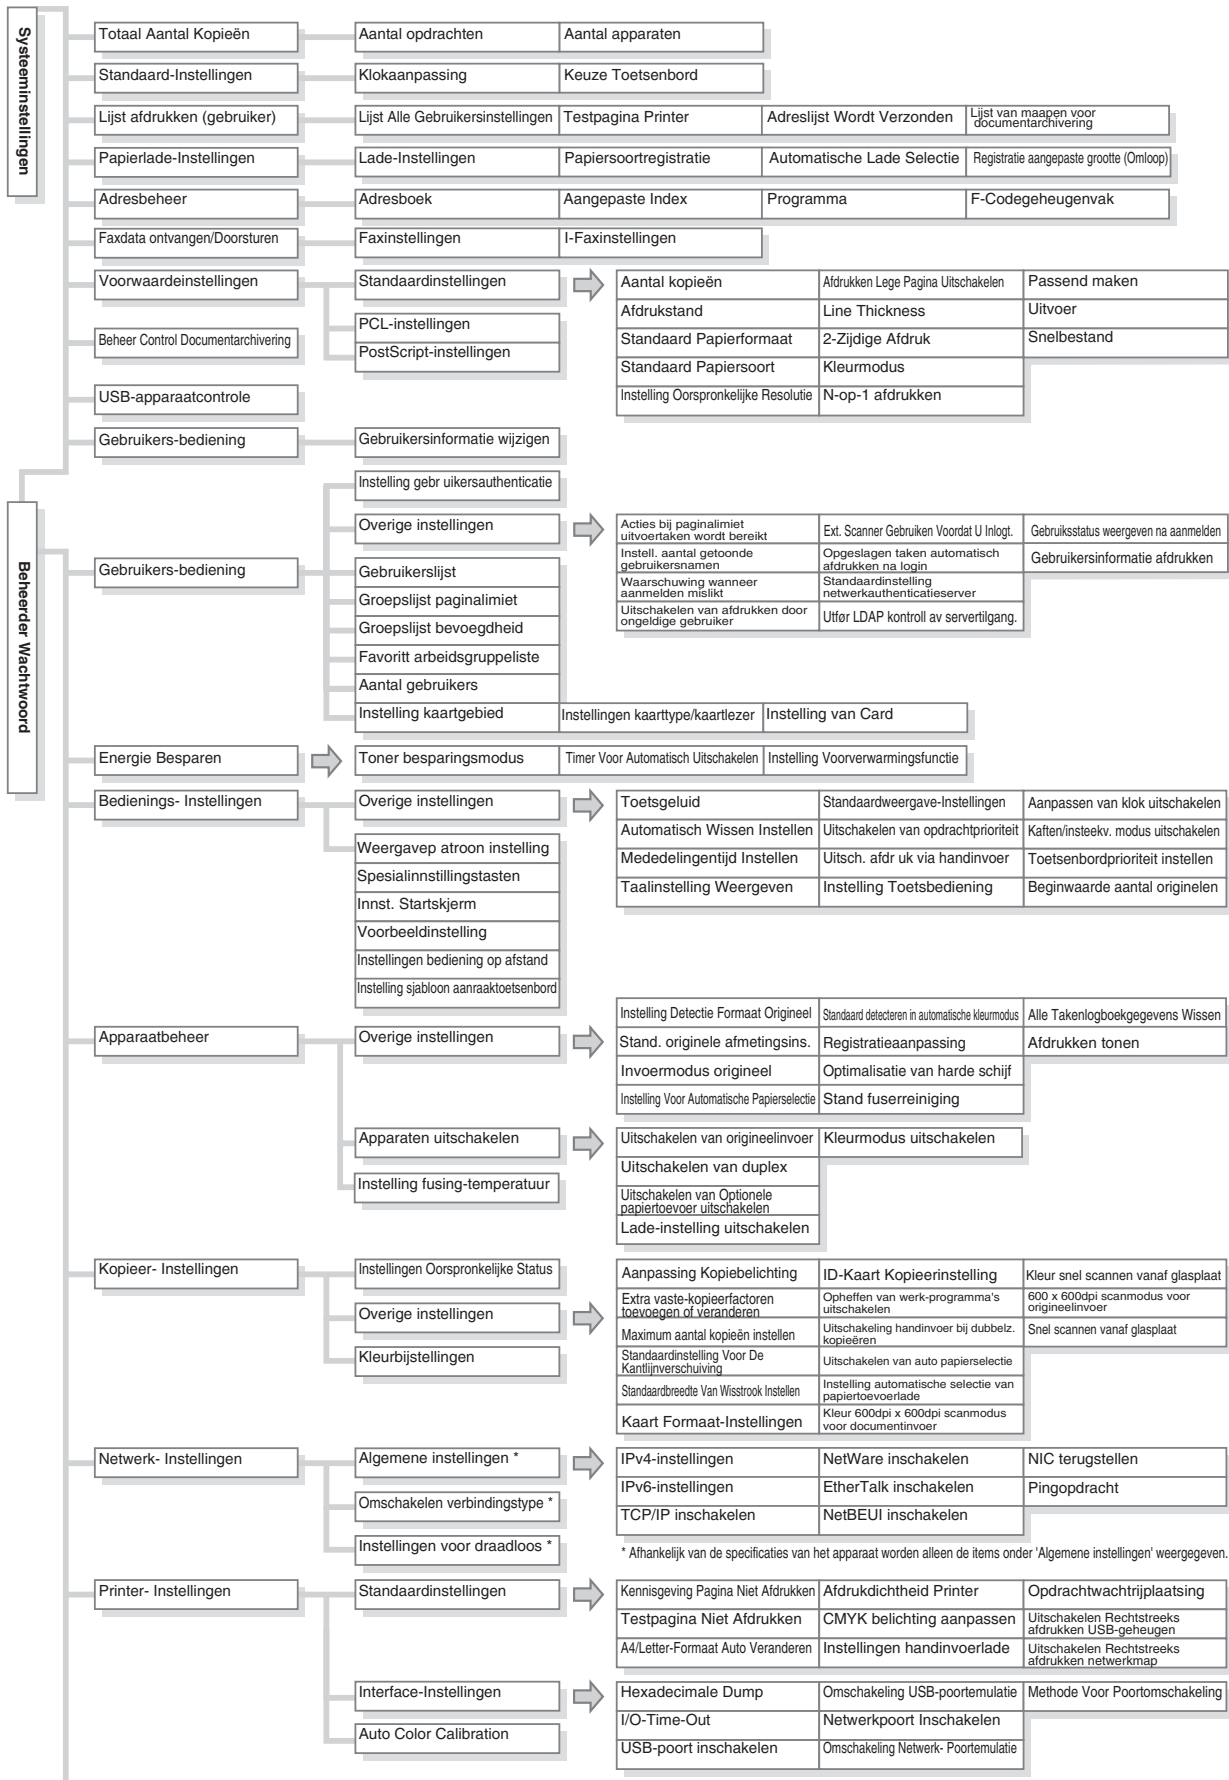 Systeeminstellingen
Totaal Aantal Kopieën
Aantal opdrachten
Aantal apparaten
Standaard-Instellingen
Klokaanpassing
Keuze Toetsenbord
Lijst afdrukken (gebruiker)
Lijst Alle Gebruikersinstellingen
Testpagina Printer
Adreslijst Wordt Verzonden
Lijst van maapen voor
documentarchivering
Papierlade-Instellingen
Lade-Instellingen
Papiersoortregistratie
Automatische Lade Selectie
Registratie aangepaste grootte (Omloop)
Adresbeheer
Adresboek
Aangepaste Index
Programma
F-Codegeheugenvak
Faxdata ontvangen/Doorsturen
Faxinstellingen
I-Faxinstellingen
Voorwaardeinstellingen
Standaardinstellingen
PCL-instellingen
PostScript-instellingen
Aantal kopieën
Afdrukken Lege Pagina Uitschakelen
Passend maken
Afdrukstand
Line Thickness
Uitvoer
Standaard Papierformaat
2-Zijdige Afdruk
Snelbestand
Standaard Papiersoort
Kleurmodus
Instelling Oorspronkelijke Resolutie
N-op-1 afdrukken
Beheer Control Documentarchivering
USB-apparaatcontrole
Gebruikers-bediening
Gebruikersinformatie wijzigen
Beheerder Wachtwoord
Gebruikers-bediening
Instelling gebr uikersauthenticatie
Overige instellingen
Gebruikerslijst
Groepslijst paginalimiet
Groepslijst bevoegdheid
Favoritt arbeidsgruppeliste
Aantal gebruikers
Instelling kaartgebied
Instellingen kaarttype/kaartlezer
Instelling van Card
Acties bij paginalimiet
uitvoertaken wordt bereikt
Ext. Scanner Gebruiken Voordat U Inlogt.
Gebruiksstatus weergeven na aanmelden
Instell. aantal getoonde
gebruikersnamen
Opgeslagen taken automatisch
afdrukken na login
Gebruikersinformatie afdrukken
Waarschuwing wanneer
aanmelden mislikt
Standaardinstelling
netwerkauthenticatieserver
Uitschakelen van afdrukken door
ongeldige gebruiker
Utfør LDAP kontroll av servertilgang.
Energie Besparen
Toner besparingsmodus
Timer Voor Automatisch Uitschakelen
Instelling Voorverwarmingsfunctie
Bedienings- Instellingen
Overige instellingen
Weergavep atroon instelling
Spesialinnstillingstasten
Innst. Startskjerm
Voorbeeldinstelling
Instellingen bediening op afstand
Instelling sjabloon aanraaktoetsenbord
Toetsgeluid
Standaardweergave-Instellingen
Aanpassen van klok uitschakelen
Automatisch Wissen Instellen
Uitschakelen van opdrachtprioriteit
Kaften/insteekv. modus uitschakelen
Mededelingentijd Instellen
Uitsch. afdr uk via handinvoer
Toetsenbordprioriteit instellen
Taalinstelling Weergeven
Instelling Toetsbediening
Beginwaarde aantal originelen
Apparaatbeheer
Overige instellingen
Apparaten uitschakelen
Instelling fusing-temperatuur
Instelling Detectie Formaat Origineel
Standaard detecteren in automatische kleurmodus
Alle Takenlogboekgegevens Wissen
Stand. originele afmetingsins.
Registratieaanpassing
Afdrukken tonen
Invoermodus origineel
Optimalisatie van harde schijf
Instelling Voor Automatische Papierselectie
Stand fuserreiniging
Uitschakelen van origineelinvoer
Kleurmodus uitschakelen
Uitschakelen van duplex
Uitschakelen van Optionele
papiertoevoer uitschakelen
Lade-instelling uitschakelen
Kopieer- Instellingen
Instellingen Oorspronkelijke Status
Overige instellingen
Kleurbijstellingen
Aanpassing Kopiebelichting
ID-Kaart Kopieerinstelling
Kleur snel scannen vanaf glasplaat
Extra vaste-kopieerfactoren
toevoegen of veranderen
Opheffen van werk-programma's
uitschakelen
600 x 600dpi scanmodus voor
origineelinvoer
Maximum aantal kopieën instellen
Uitschakeling handinvoer bij dubbelz.
kopiëren
Snel scannen vanaf glasplaat
Standaardinstelling Voor De
Kantlijnverschuiving
Uitschakelen van auto papierselectie
Standaardbreedte Van Wisstrook Instellen
Instelling automatische selectie van
papiertoevoerlade
Kaart Formaat-Instellingen
Kleur 600dpi x 600dpi scanmodus
voor documentinvoer
Netwerk- Instellingen
Algemene instellingen *
Omschakelen verbindingstype *
Instellingen voor draadloos *
IPv4-instellingen
NetWare inschakelen
NIC terugstellen
IPv6-instellingen
EtherTalk inschakelen
Pingopdracht
TCP/IP inschakelen
NetBEUI inschakelen
* Afhankelijk van de specificaties van het apparaat worden alleen de items onder 'Algemene instellingen' weergegeven.
Printer- Instellingen
Standaardinstellingen
Interface-Instellingen
Auto Color Calibration
Kennisgeving Pagina Niet Afdrukken
Afdrukdichtheid Printer
Opdrachtwachtrijplaatsing
Testpagina Niet Afdrukken
CMYK belichting aanpassen
Uitschakelen Rechtstreeks
afdrukken USB-geheugen
A4/Letter-Formaat Auto Veranderen
Instellingen handinvoerlade
Uitschakelen Rechtstreeks
afdrukken netwerkmap
Hexadecimale Dump
Omschakeling USB-poortemulatie
Methode Voor Poortomschakeling
I/O-Time-Out
Netwerkpoort Inschakelen
USB-poort inschakelen
Omschakeling Netwerk- Poortemulatie